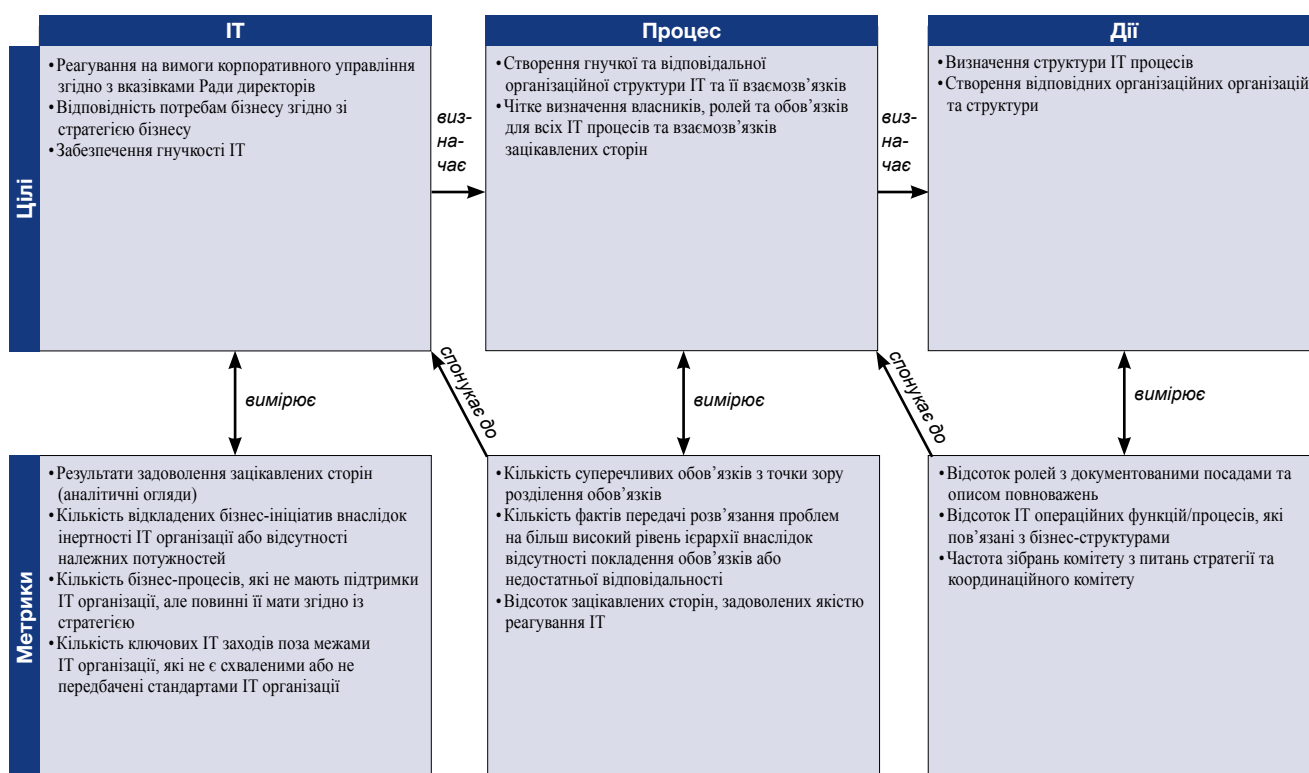 ІТ
Процес
Дії
Цілі
• Реагування на вимоги корпоративного управління
згідно з вказівками Ради директорів
• Відповідність потребам бізнесу згідно зі
стратегією бізнесу
• Забезпечення гнучкості ІТ
виз-
на-
чає
• Створення гнучкої та відповідальної
організаційної структури ІТ та її взаємозв’язків
• Чітке визначення власників, ролей та обов’язків
для всіх ІТ процесів та взаємозв’язків
зацікавлених сторін
виз-
на-
чає
• Визначення структури ІТ процесів
• Створення відповідних організаційних організацій
та структури
вимірює
спонукає до
вимірює
спонукає до
вимірює
Метрики
• Результати задоволення зацікавлених сторін
(аналітичні огляди)
• Кількість відкладених бізнес-ініціатив внаслідок
інертності ІТ організації або відсутності
належних потужностей
• Кількість бізнес-процесів, які не мають підтримки
ІТ організації, але повинні її мати згідно із
стратегією
• Кількість ключових ІТ заходів поза межами
ІТ організації, які не є схваленими або не
передбачені стандартами ІТ організації
• Кількість суперечливих обов’язків з точки зору
розділення обов’язків
• Кількість фактів передачі розв’язання проблем
на більш високий рівень ієрархії внаслідок
відсутності покладення обов’язків або
недостатньої відповідальності
• Відсоток зацікавлених сторін, задоволених якістю
реагування ІТ
• Відсоток ролей з документованими посадами та
описом повноважень
• Відсоток ІТ операційних функцій/процесів, які
пов’язані з бізнес-структурами
• Частота зібрань комітету з питань стратегії та
координаційного комітету